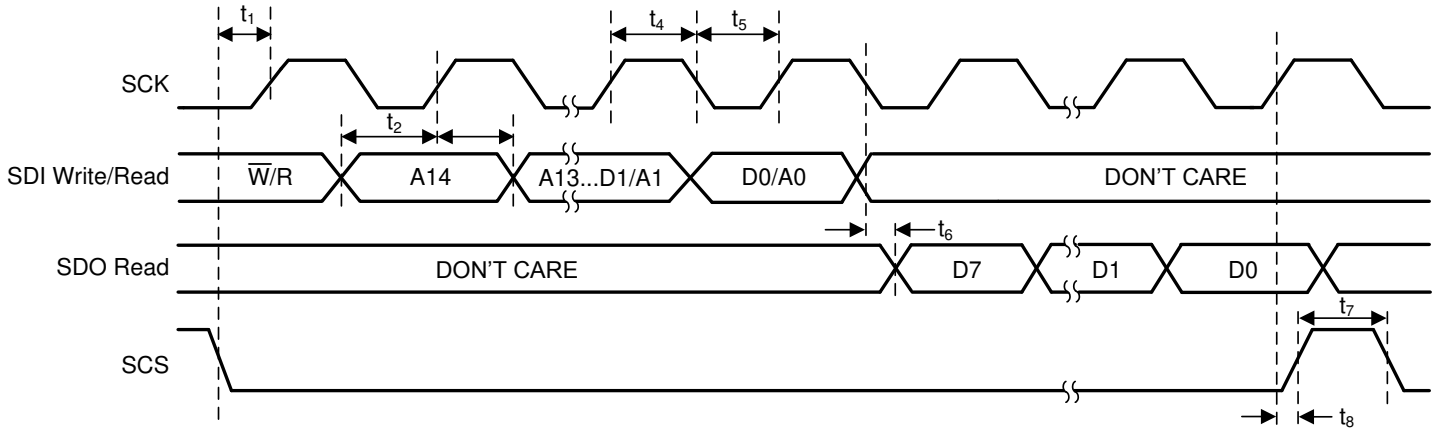 t1
t4
t5
SCK
t2
SDI Write/Read
W/R
A14
A13...D1/A1
D0/A0
DON'T CARE
t6
SDO Read
DON'T CARE
D7
D1
D0
t7
SCS
t8